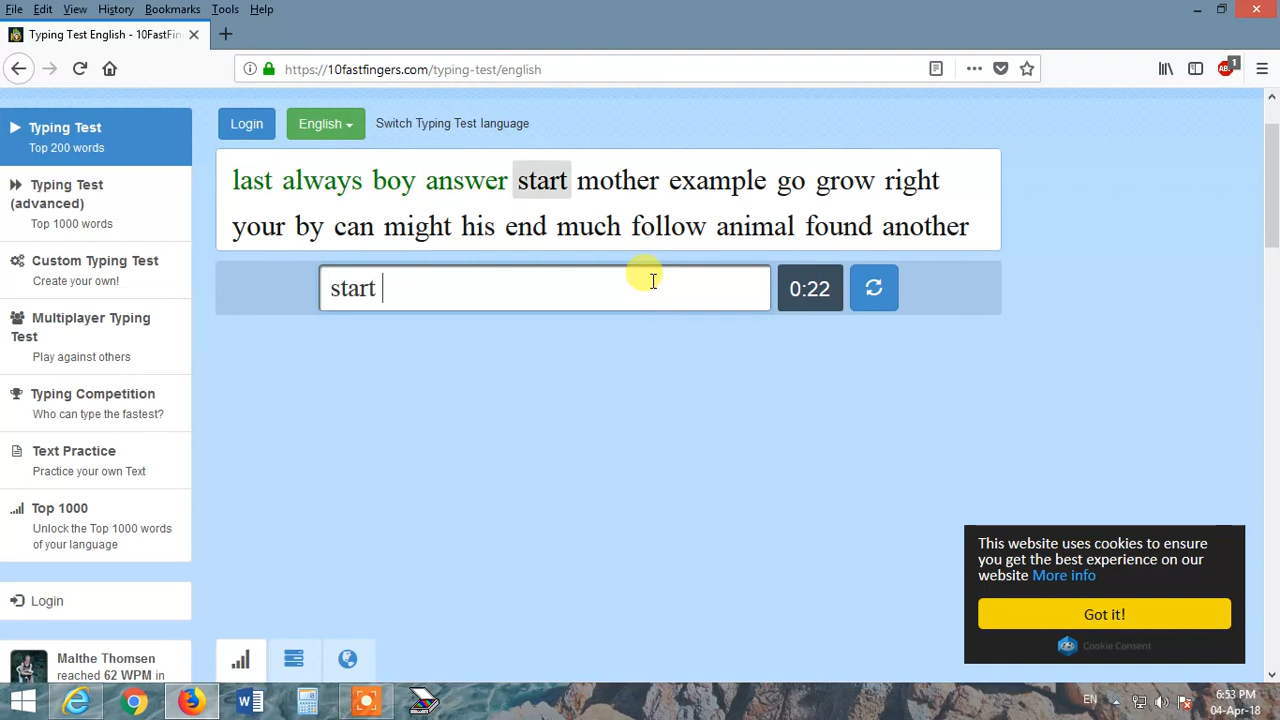 File Edit View History Bookmarks Tools Help
Typing Test English - 10FastFin
https://10fastfingers.com/typing-test/english
1
Typing Test
Top 200 words
Typing Test
(advanced)
Top 1000 words
Custom Typing Test
Create your own!
Multiplayer Typing
Test
Play against others
Typing Competition
Who can type the fastest?
Text Practice
Practice your own Text
Top 1000
Unlock the Top 1000 words
of your language
Login
Malthe Thomsen
reached 62 WPM in
Login English Switch Typing Test language
last always boy answer start mother example go grow right
your by can might his end much follow animal found another
start 0:22
This website uses cookies to ensure
you get the best experience on our
website More info
Got it!
Cookie Consent
EN 6:53 PM
04-Apr-18